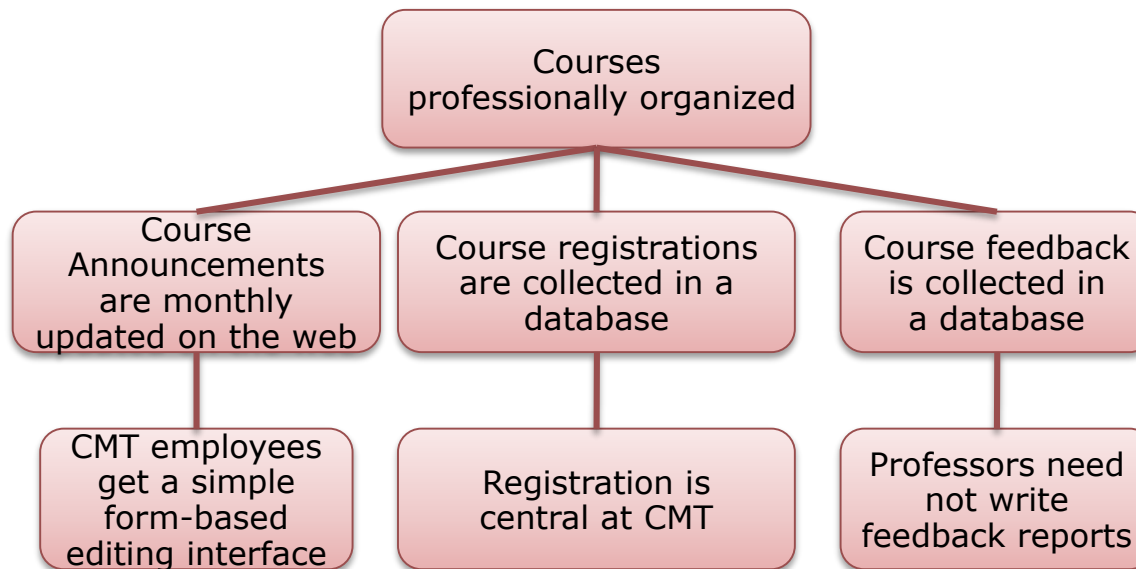 Courses
professionally organized
Course
Announcements
are monthly
updated on the web
Course registrations
are collected in a
database
Course feedback
is collected in
a database
CMT employees
get a simple
form-based
editing interface
Registration is
central at CMT
Professors need
not write
feedback reports